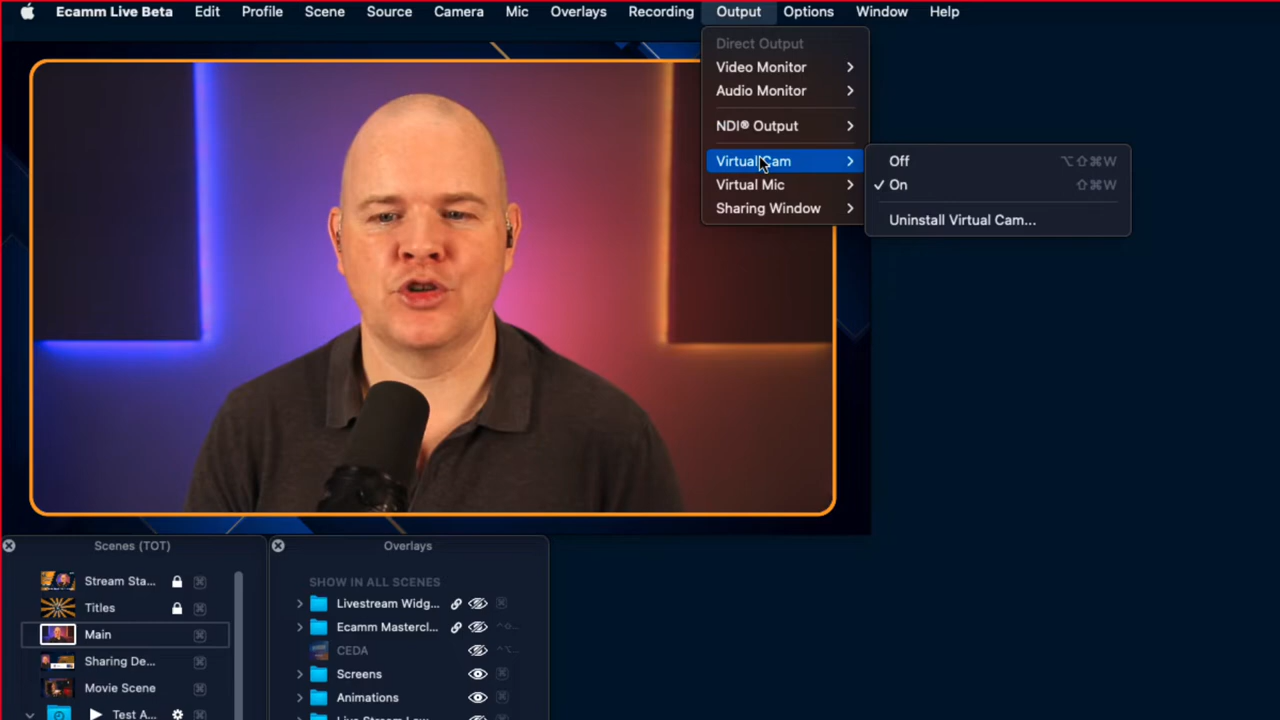 Ecamm Live Beta Edit Profile Scene Source Camera Mic Overlays Recording Output Options Window Help
Direct Output
Video Monitor
Audio Monitor
NDI® Output
Virtual Cam
Virtual Mic
Sharing Window
Off ⌥⇧⌘W
✓ On ⇧⌘W
Uninstall Virtual Cam...
Scenes (TOT)
Stream Sta...
Titles
Main
Sharing De...
Movie Scene
Test A...
Overlays
SHOW IN ALL SCENES
Livestream Widg...
Ecamm Mastercl...
CEDA
Screens
Animations